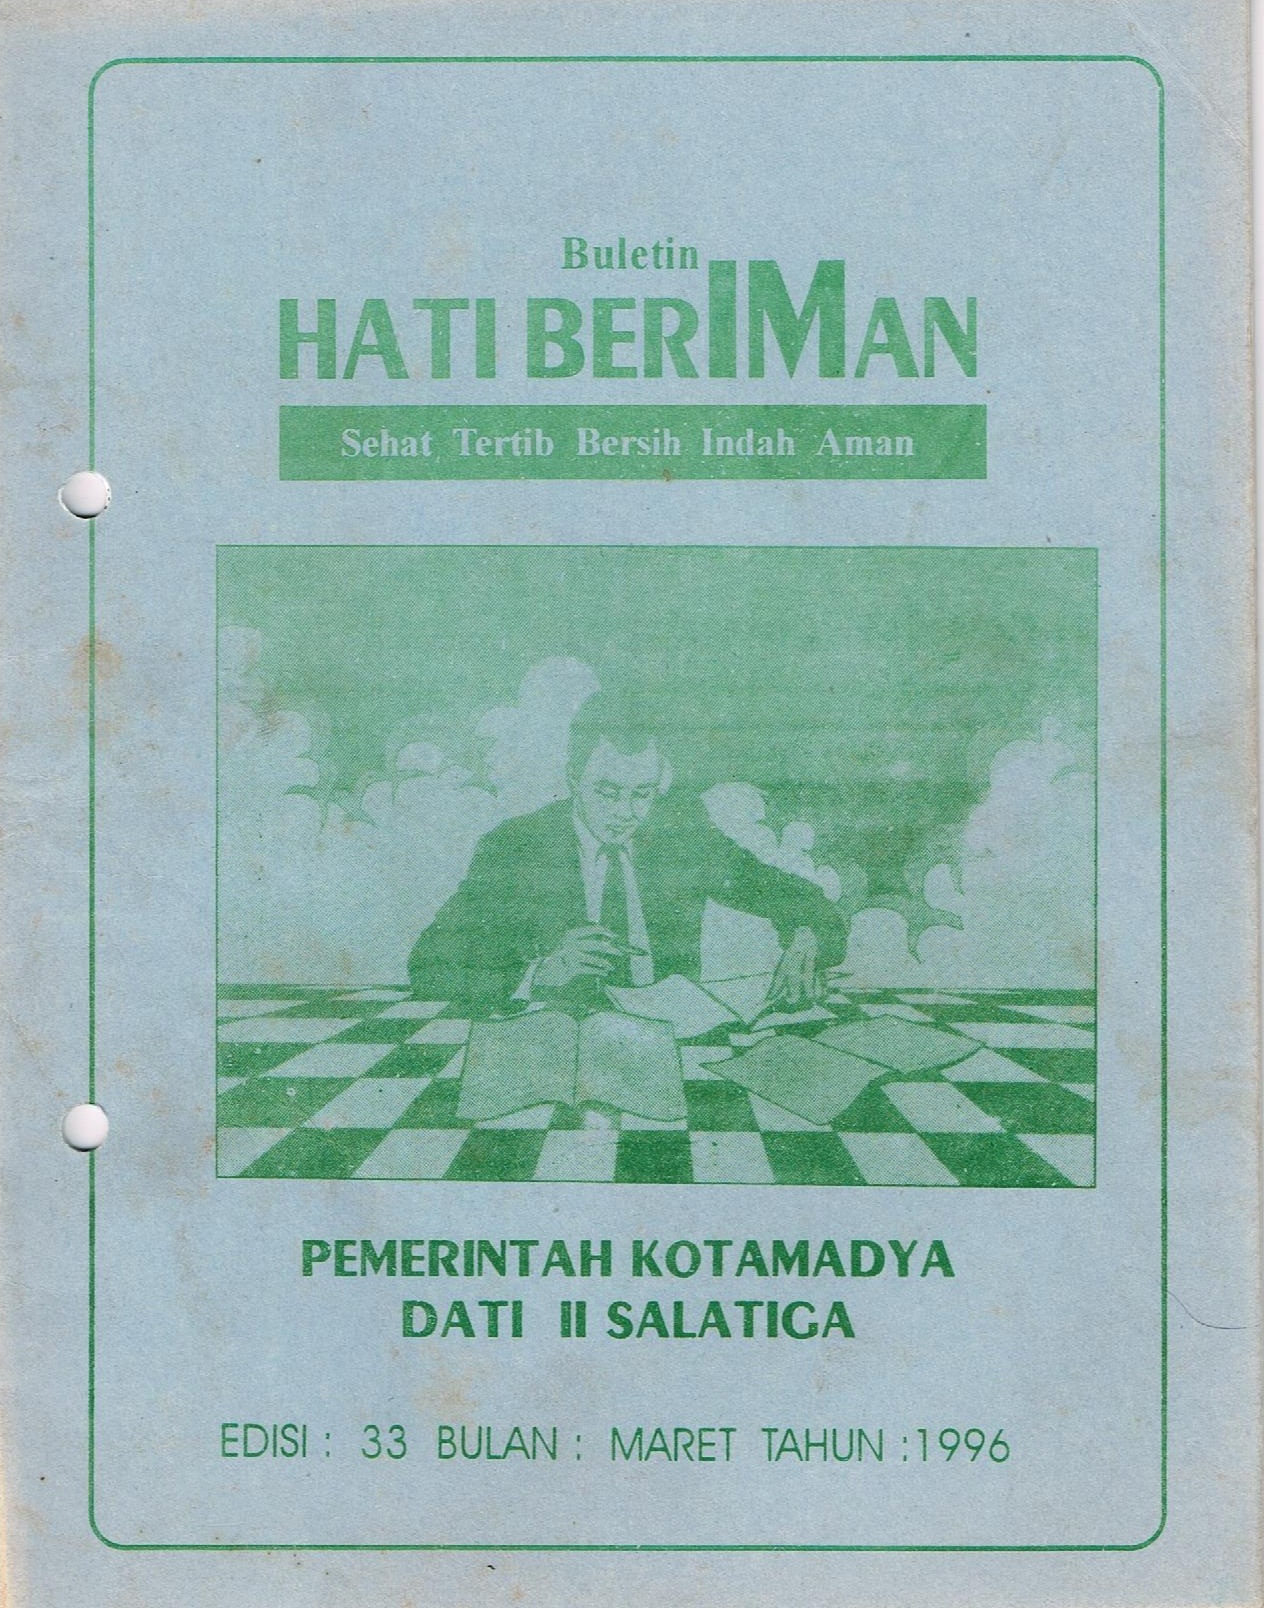 Buletin
HATI BERIMAN
Sehat Tertib Bersih Indah Aman
PEMERINTAH KOTAMADYA
DATI II SALATIGA
EDISI : 33 BULAN : MARET TAHUN :1996